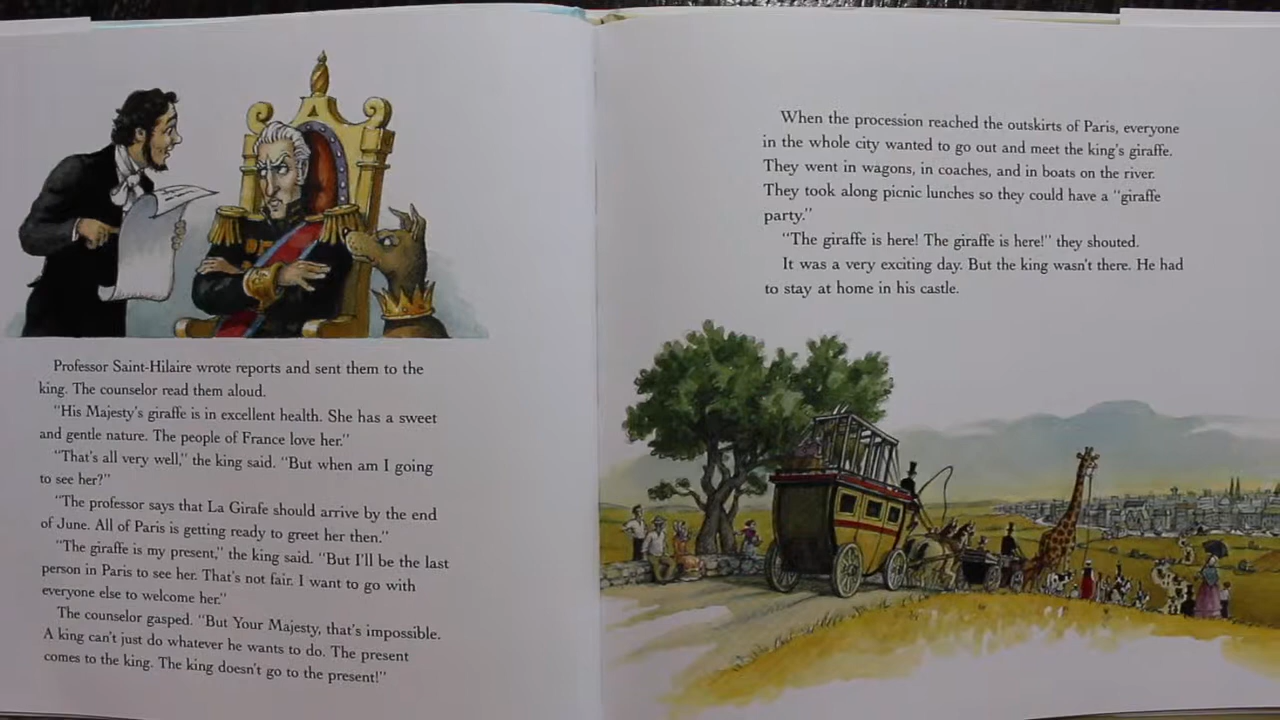 Professor Saint-Hilaire wrote reports and sent them to the
king. The counselor read them aloud.
"His Majesty's giraffe is in excellent health. She has a sweet
and gentle nature. The people of France love her."
"That's all very well," the king said. "But when am I going
to see her?"
"The professor says that La Girafe should arrive by the end
of June. All of Paris is getting ready to greet her then."
"The giraffe is my present," the king said. "But I'll be the last
person in Paris to see her. That's not fair. I want to go with
everyone else to welcome her."
The counselor gasped. "But Your Majesty, that's impossible.
A king can't just do whatever he wants to do. The present
comes to the king. The king doesn't go to the present!"
When the procession reached the outskirts of Paris, everyone
in the whole city wanted to go out and meet the king's giraffe.
They went in wagons, in coaches, and in boats on the river.
They took along picnic lunches so they could have a "giraffe
party."
"The giraffe is here! The giraffe is here!" they shouted.
It was a very exciting day. But the king wasn't there. He had
to stay at home in his castle.